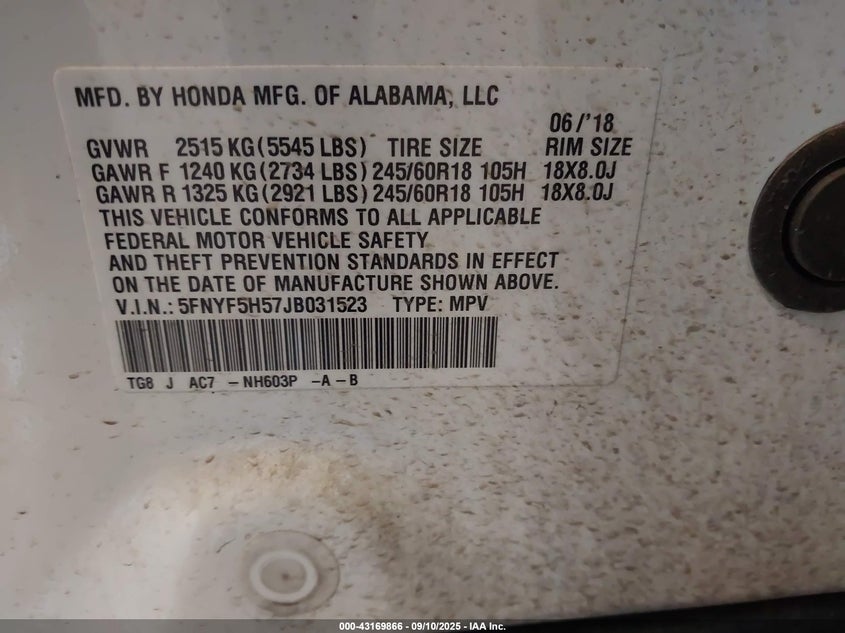 MFD. BY HONDA MFG. OF ALABAMA, LLC
06/'18
GVWR 2515 KG(5545 LBS) TIRE SIZE RIM SIZE
GAWR F 1240 KG(2734 LBS)245/60R18 105H 18X8.0J
GAWR R 1325 KG(2921 LBS)245/60R18 105H 18X8.0J
THIS VEHICLE CONFORMS TO ALL APPLICABLE
FEDERAL MOTOR VEHICLE SAFETY
AND THEFT PREVENTION STANDARDS IN EFFECT
ON THE DATE OF MANUFACTURE SHOWN ABOVE.
V.I.N.: 5FNYF5H57JB031523 TYPE: MPV
TG8 J AC7 -NH603P -A-B
000-43169866 - 09/10/2025 - IAA Inc.